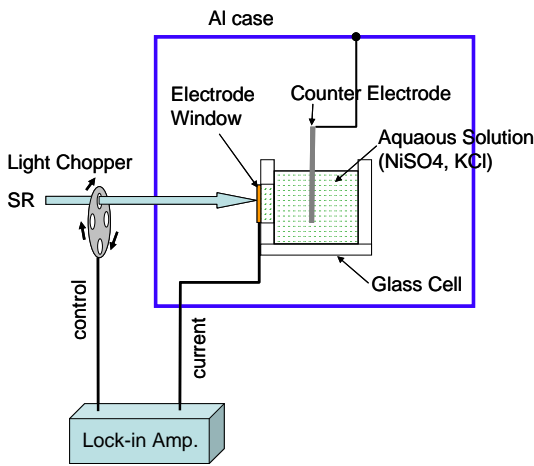 Al case
Electrode
Window
Counter Electrode
Aquaous Solution
(NiSO4, KCl)
Light Chopper
SR
Glass Cell
control
current
Lock-in Amp.